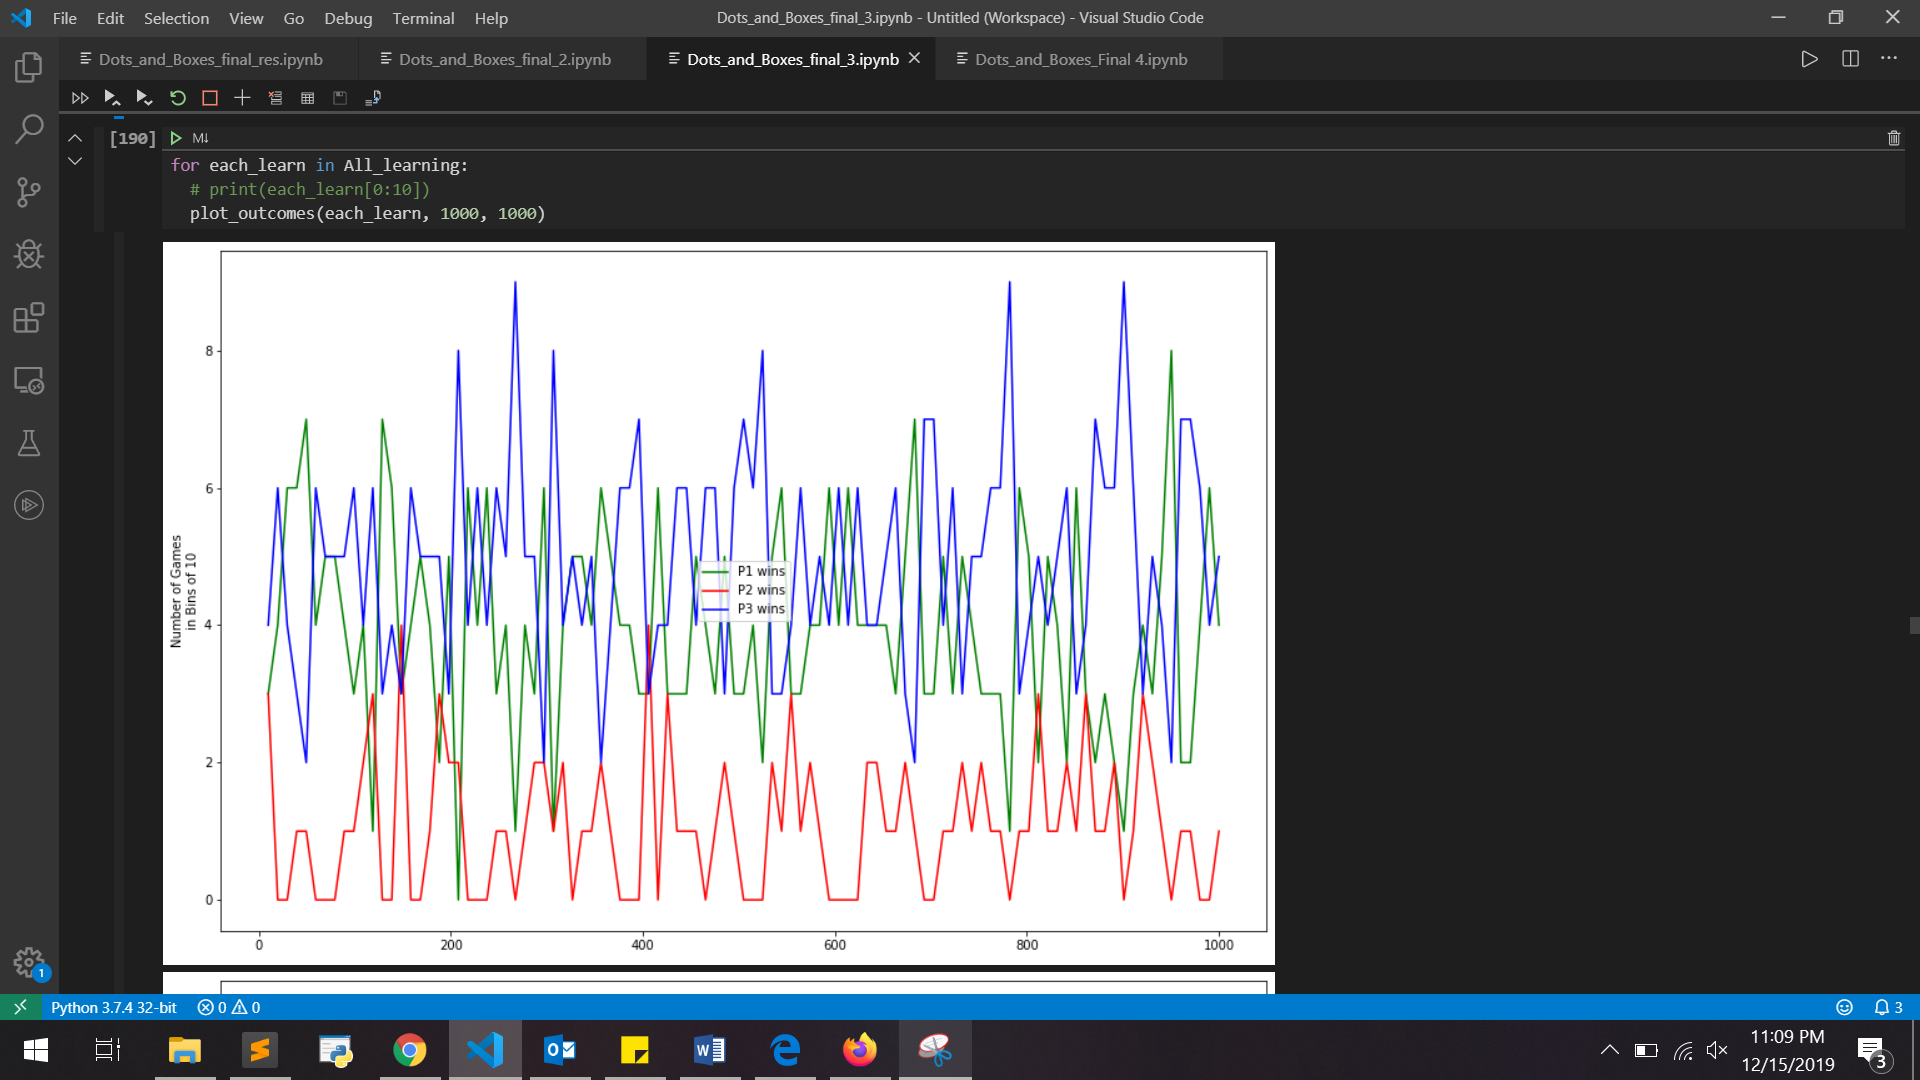 File Edit Selection View Go Debug Terminal Help
Dots_and_Boxes_final_3.ipynb - Untitled (Workspace) - Visual Studio Code
Dots_and_Boxes_final_res.ipynb
Dots_and_Boxes_final_2.ipynb
Dots_and_Boxes_final_3.ipynb
Dots_and_Boxes_Final 4.ipynb
[190]
M↓
for each_learn in All_learning:
# print(each_learn[0:10])
plot_outcomes(each_learn, 1000, 1000)
8
6
4
2
0
Number of Games
in Bins of 10
P1 wins
P2 wins
P3 wins
0 200 400 600 800 1000
1
Python 3.7.4 32-bit
0
0
3
11:09 PM
12/15/2019
3